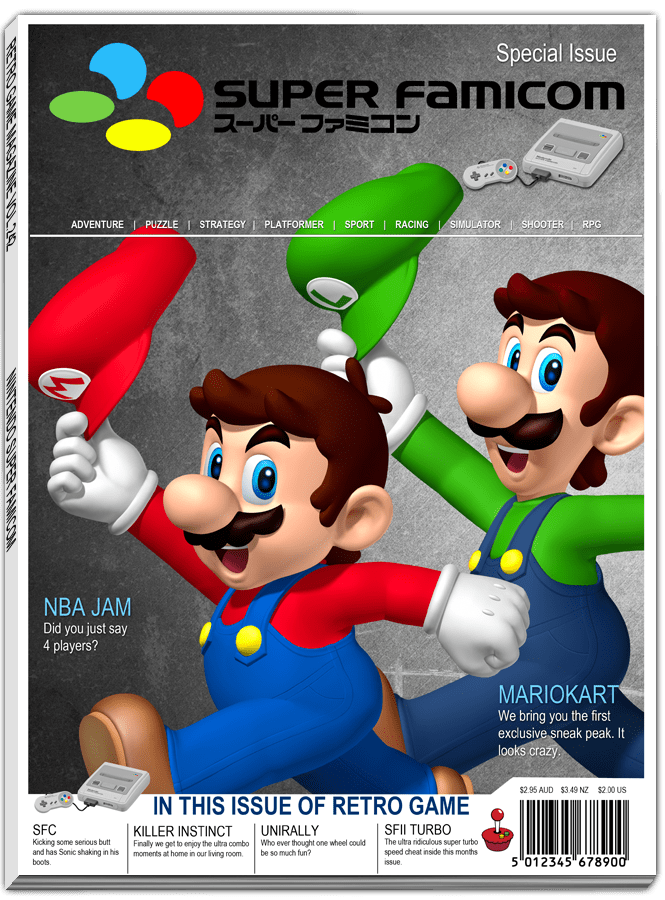 Special Issue
SUPER FAMICOM
スーパーファミコン
ADVENTURE | PUZZLE | STRATEGY | PLATFORMER | SPORT | RACING | SIMULATOR | SHOOTER | RPG
NBA JAM
Did you just say
4 players?
MARIOKART
We bring you the first
exclusive sneak peak. It
looks crazy.
IN THIS ISSUE OF RETRO GAME
$2.95 AUD $3.49 NZ $2.00 US
SFC
Kicking some serious butt
and has Sonic shaking in his
boots.
KILLER INSTINCT
Finally we get to enjoy the ultra combo
moments at home in our living room.
UNIRALLY
Who ever thought one wheel could
be so much fun?
SFII TURBO
The ultra ridiculous super turbo
speed cheat inside this months
issue.
5 012345 678900
M
L